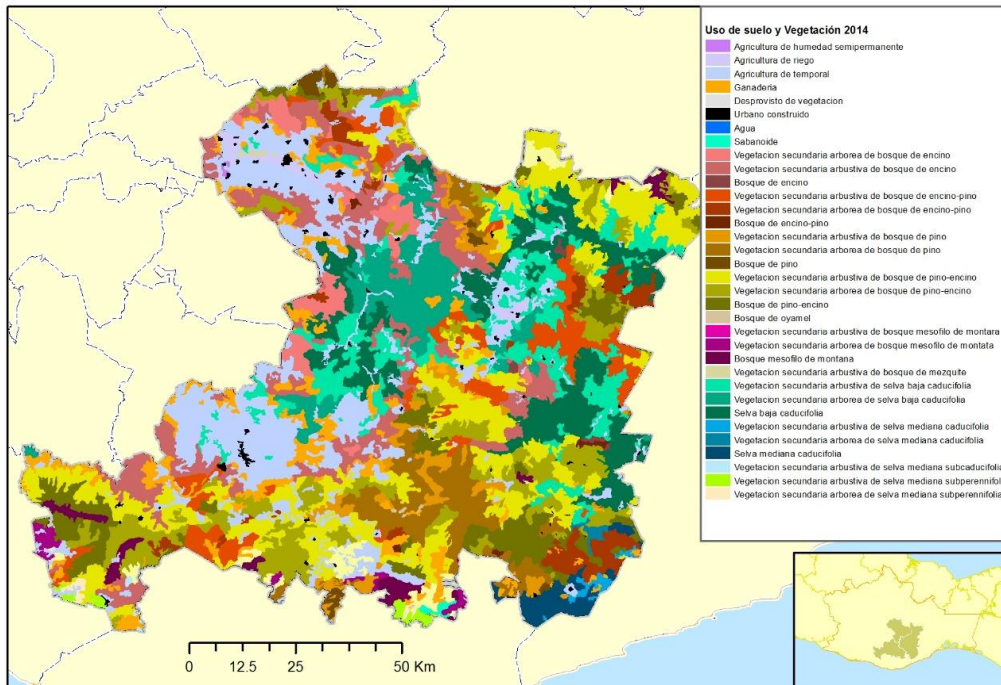 Uso de suelo y Vegetación 2014
Agricultura de humedad semipermanente
Agricultura de riego
Agricultura de temporal
Ganaderia
Desprovisto de vegetacion
Urbano construido
Agua
Sabanoide
Vegetacion secundaria arborea de bosque de encino
Vegetacion secundaria arbustiva de bosque de encino
Bosque de encino
Vegetacion secundaria arbustiva de bosque de encino-pino
Vegetacion secundaria arborea de bosque de encino-pino
Bosque de encino-pino
Vegetacion secundaria arbustiva de bosque de pino
Vegetacion secundaria arborea de bosque de pino
Bosque de pino
Vegetacion secundaria arbustiva de bosque de pino-encino
Vegetacion secundaria arborea de bosque de pino-encino
Bosque de pino-encino
Bosque de oyamel
Vegetacion secundaria arbustiva de bosque mesofilo de montana
Vegetacion secundaria arborea de bosque mesofilo de montata
Bosque mesofilo de montana
Vegetacion secundaria arbustiva de bosque de mezquite
Vegetacion secundaria arbustiva de selva baja caducifolia
Vegetacion secundaria arborea de selva baja caducifolia
Selva baja caducifolia
Vegetacion secundaria arbustiva de selva mediana caducifolia
Vegetacion secundaria arborea de selva mediana caducifolia
Selva mediana caducifolia
Vegetacion secundaria arbustiva de selva mediana subcaducifolia
Vegetacion secundaria arbustiva de selva mediana subperennifolia
Vegetacion secundaria arborea de selva mediana subperennifolia
0 12.5 25 50 Km